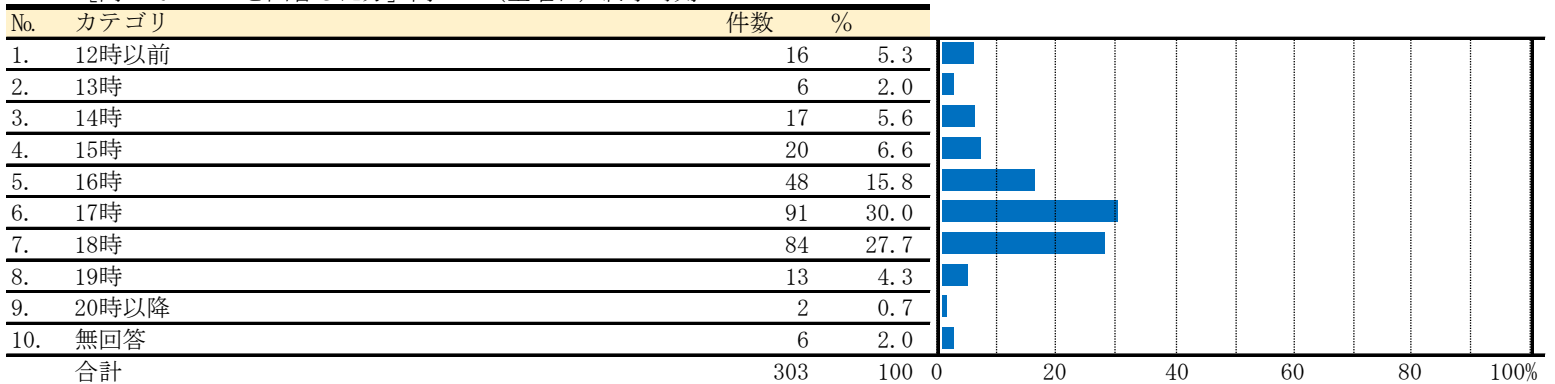 No. カテゴリ 件数 %
1. 12時以前 16 5.3
2. 13時 6 2.0
3. 14時 17 5.6
4. 15時 20 6.6
5. 16時 48 15.8
6. 17時 91 30.0
7. 18時 84 27.7
8. 19時 13 4.3
9. 20時以降 2 0.7
10. 無回答 6 2.0
合計 303 100 0 20 40 60 80 100%